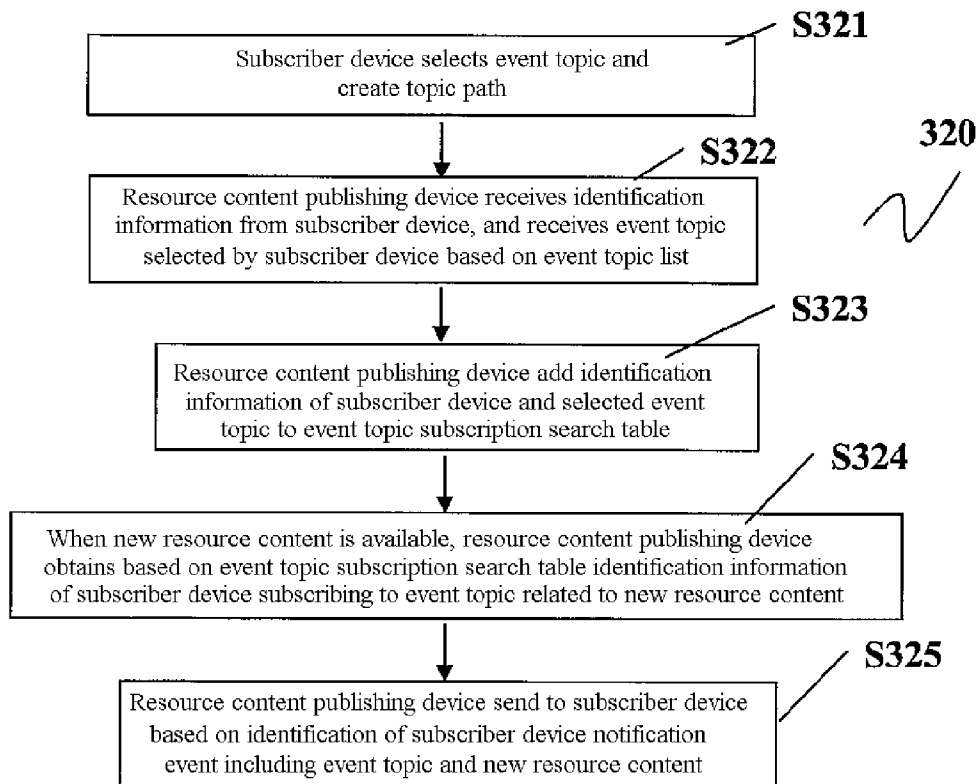 S321
Subscriber device selects event topic and
create topic path
320
S322
Resource content publishing device receives identification
information from subscriber device, and receives event topic
selected by subscriber device based on event topic list
S323
Resource content publishing device add identification
information of subscriber device and selected event
topic to event topic subscription search table
S324
When new resource content is available, resource content publishing device
obtains based on event topic subscription search table identification information
of subscriber device subscribing to event topic related to new resource content
S325
Resource content publishing device send to subscriber device
based on identification of subscriber device notification
event including event topic and new resource content